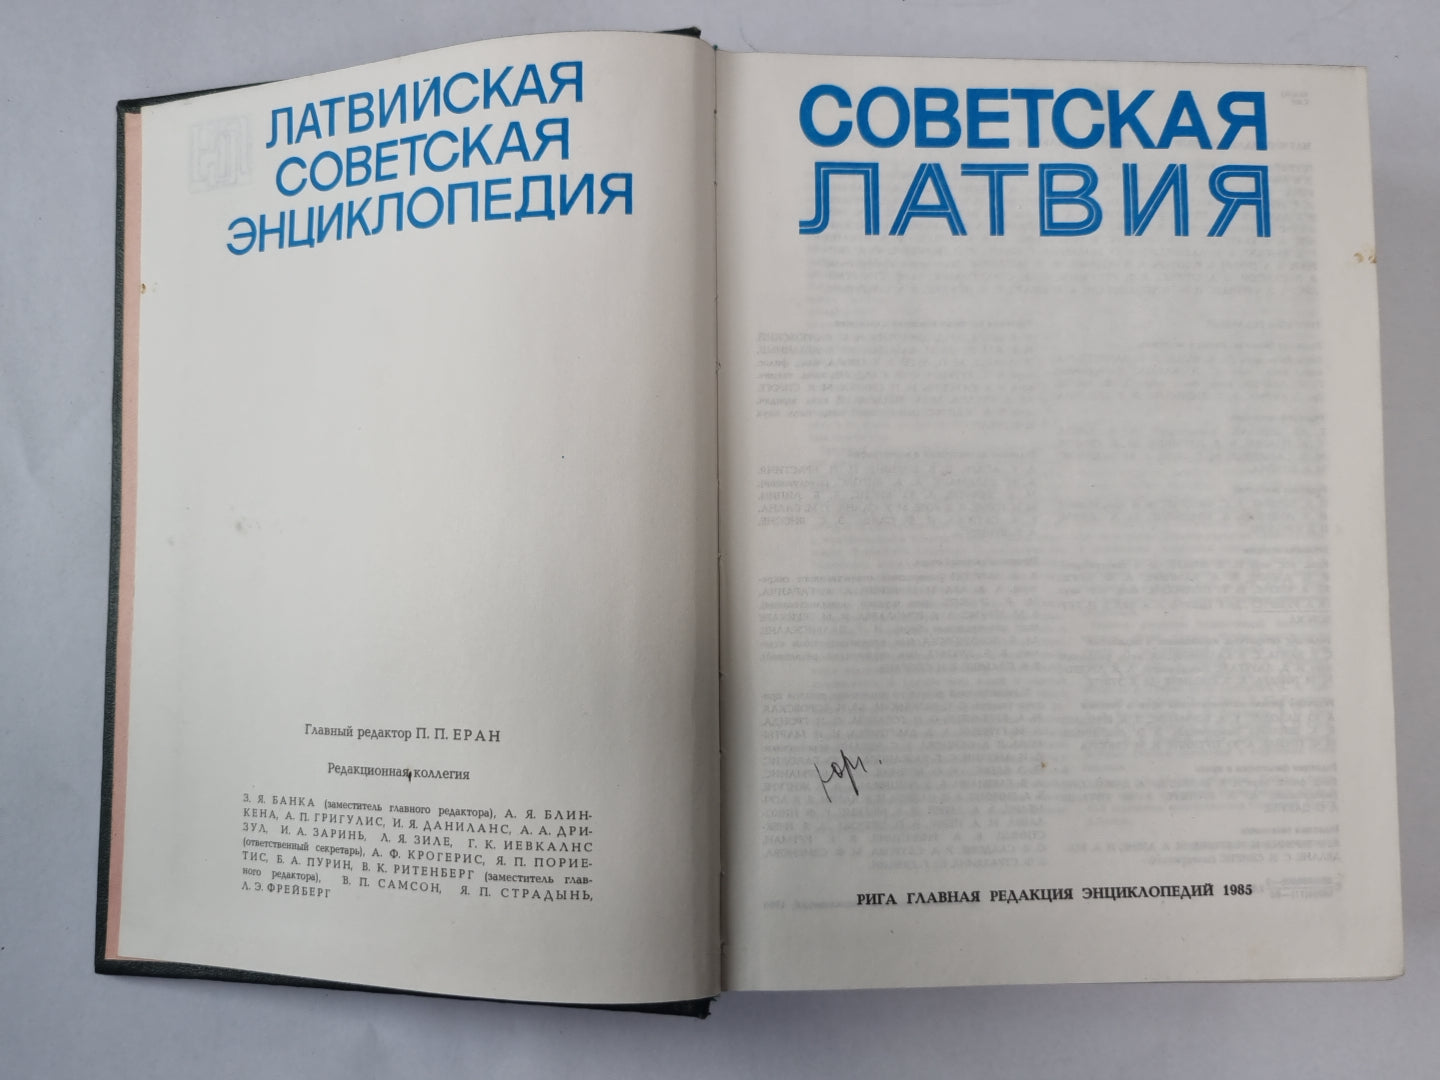 ЛАТВИЙСКАЯ
СОВЕТСКАЯ
ЭНЦИКЛОПЕДИЯ
Главный редактор П. П. ЕРАН
Редакционная коллегия
З. Я. БАНКА (заместитель главного редактора), А. Я. БЛИН-
КЕНА, А. П. ГРИГУЛИС, И. Я. ДАНИЛАНС, А. А. ДРИ-
ЗУЛ, И. А. ЗАРИНЬ, Л. Я. ЗИЛЕ, Г. К. ИЕВКАЛНС
(ответственный секретарь), А. Ф. КРОГЕРИС, Я. П. ПОРИЕ-
ТИС, Б. А. ПУРИН, В. К. РИТЕНБЕРГ (заместитель глав-
ного редактора), В. П. САМСОН, Я. П. СТРАДЫНЬ,
Л. Э. ФРЕЙБЕРГ
СОВЕТСКАЯ
ЛАТВИЯ
РИГА ГЛАВНАЯ РЕДАКЦИЯ ЭНЦИКЛОПЕДИЙ 1985